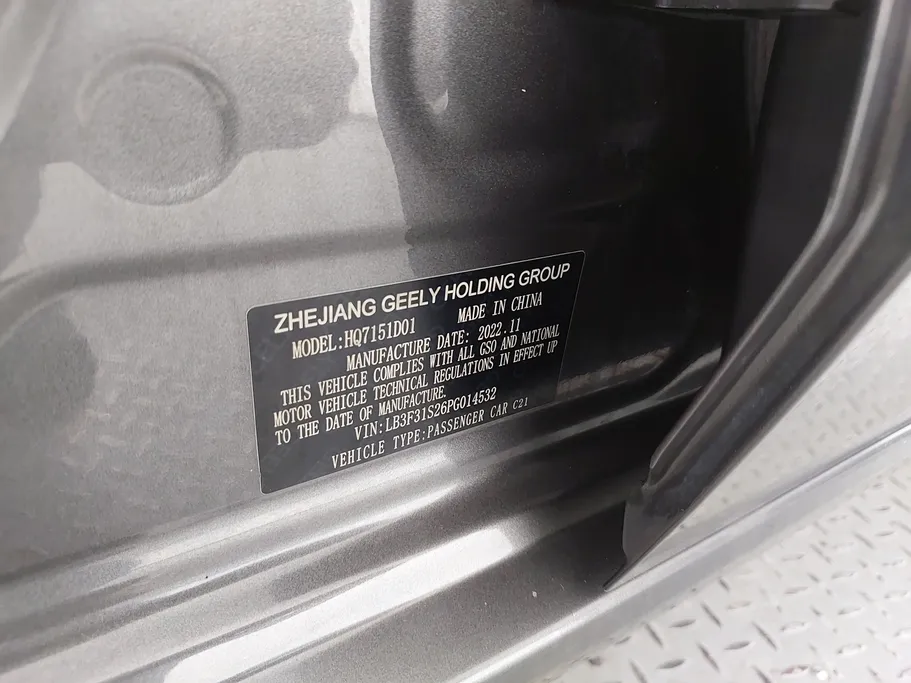 ZHEJIANG GEELY HOLDING GROUP
MODEL:HQ7151D01 MADE IN CHINA
MANUFACTURE DATE: 2022.11
THIS VEHICLE COMPLIES WITH ALL GSO AND NATIONAL
MOTOR VEHICLE TECHNICAL REGULATIONS IN EFFECT UP
TO THE DATE OF MANUFACTURE.
VIN:LB3F31S26PG014532
VEHICLE TYPE:PASSENGER CAR C21